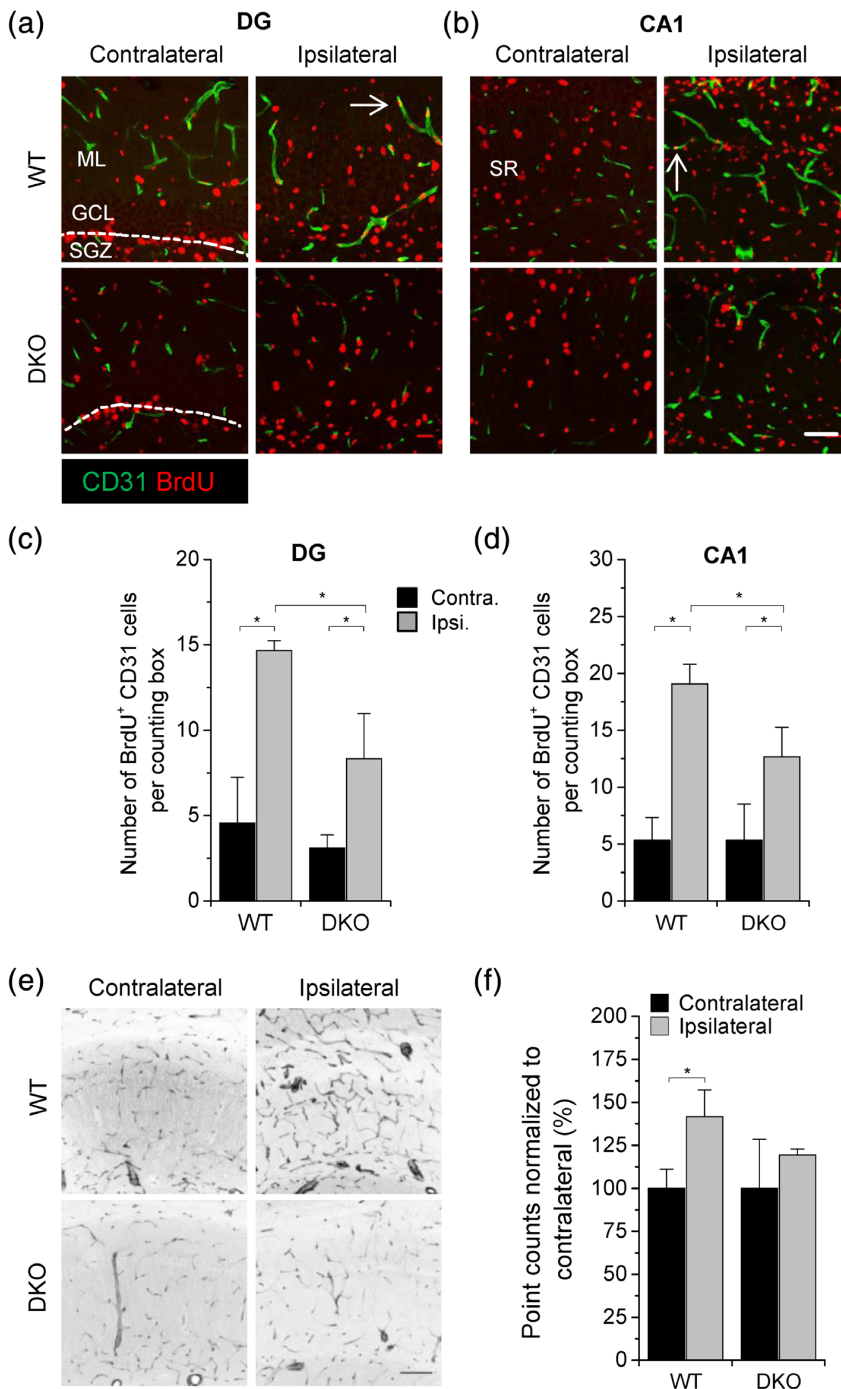 (a)
DG
Contralateral
Ipsilateral
(b)
CA1
Contralateral
Ipsilateral
WT
ML
GCL
SGZ
WT
SR
DKO
DKO
CD31 BrdU
(c)
DG
Number of BrdU⁺ CD31 cells
per counting box
20
15
10
5
0
*
*
*
WT
DKO
Contra.
Ipsi.
(d)
CA1
Number of BrdU⁺ CD31 cells
per counting box
30
25
20
15
10
5
0
*
*
*
WT
DKO
(e)
Contralateral
Ipsilateral
WT
DKO
(f)
Contralateral
Ipsilateral
Point counts normalized to
contralateral (%)
200
175
150
125
100
75
50
25
0
*
WT
DKO